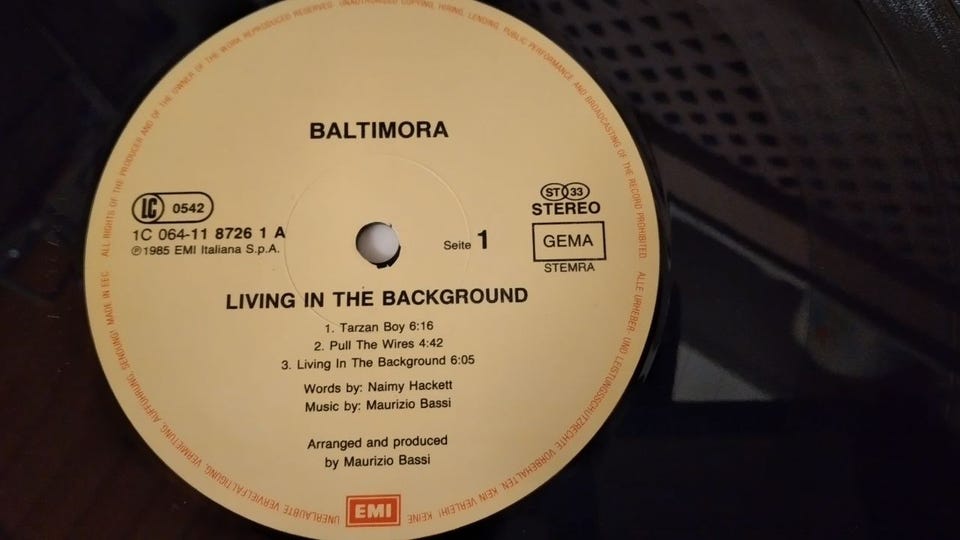 ALL RIGHTS OF THE PRODUCER AND OF THE OWNER OF THE WORK REPRODUCED RESERVED · UNAUTHORISED COPYING, HIRING, LENDING, PUBLIC PERFORMANCE AND BROADCASTING OF THE RECORD PROHIBITED.
BALTIMORA
LC 0542
1C 064-11 8726 1 A
℗1985 EMI Italiana S.p.A.
Seite 1
ST 33
STEREO
GEMA
STEMRA
LIVING IN THE BACKGROUND
1. Tarzan Boy 6:16
2. Pull The Wires 4:42
3. Living In The Background 6:05
Words by: Naimy Hackett
Music by: Maurizio Bassi
Arranged and produced
by Maurizio Bassi
EMI
ALLE URHEBER- UND LEISTUNGSSCHUTZRECHTE VORBEHALTEN. KEIN VERLEIH! KEINE UNERLAUBTE VERVIELFÄLTIGUNG, VERMIETUNG, AUFFÜHRUNG, SENDUNG! MADE IN EEC